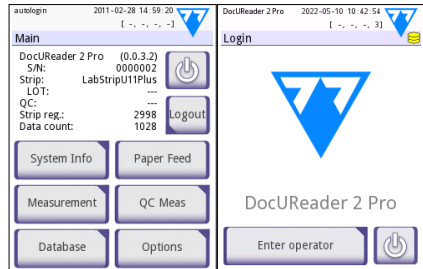 autologin 2011-02-28 14:59:20
[ -, -, -, -]
Main
DocUReader 2 Pro (0.0.3.2)
S/N: 0000002
Strip: LabStripU11Plus
LOT: ---
QC: ---
Strip reg.: 2998
Data count: 1028
Logout
System Info Paper Feed
Measurement QC Meas
Database Options
DocUReader 2 Pro 2022-05-10 10:42:54
[ -, -, -, 3]
Login
DocUReader 2 Pro
Enter operator